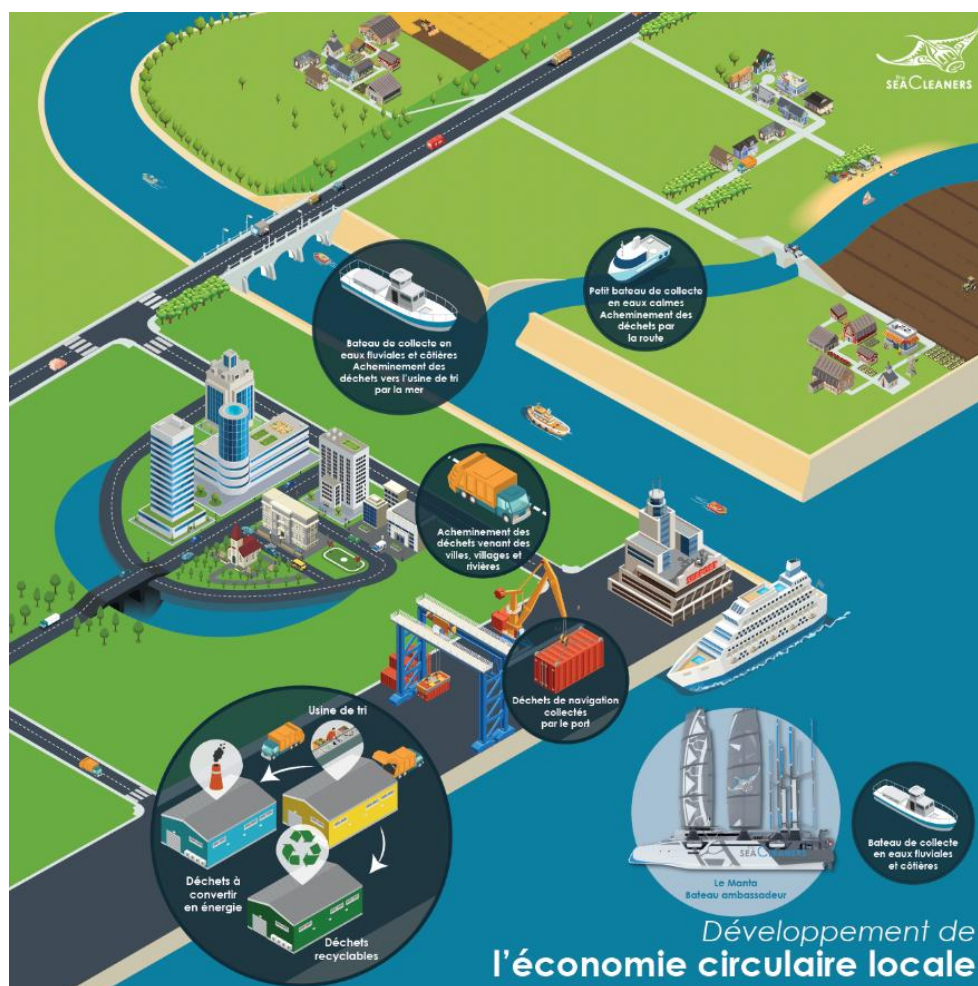 The
SEACLEANERS
Petit bateau de collecte
en eaux calmes
Acheminement des
déchets par
la route
Bateau de collecte en
eaux fluviales et côtières
Acheminement des
déchets vers l'usine de tri
par la mer
Acheminement des
déchets venant des
villes, villages et
rivières
Déchets de navigation
collectés
par le port
Usine de tri
Déchets à
convertir
en énergie
Déchets
recyclables
SEACLEANERS
Le Manta
Bateau ambassadeur
Bateau de collecte
en eaux fluviales
et côtières
Développement de
l'économie circulaire locale